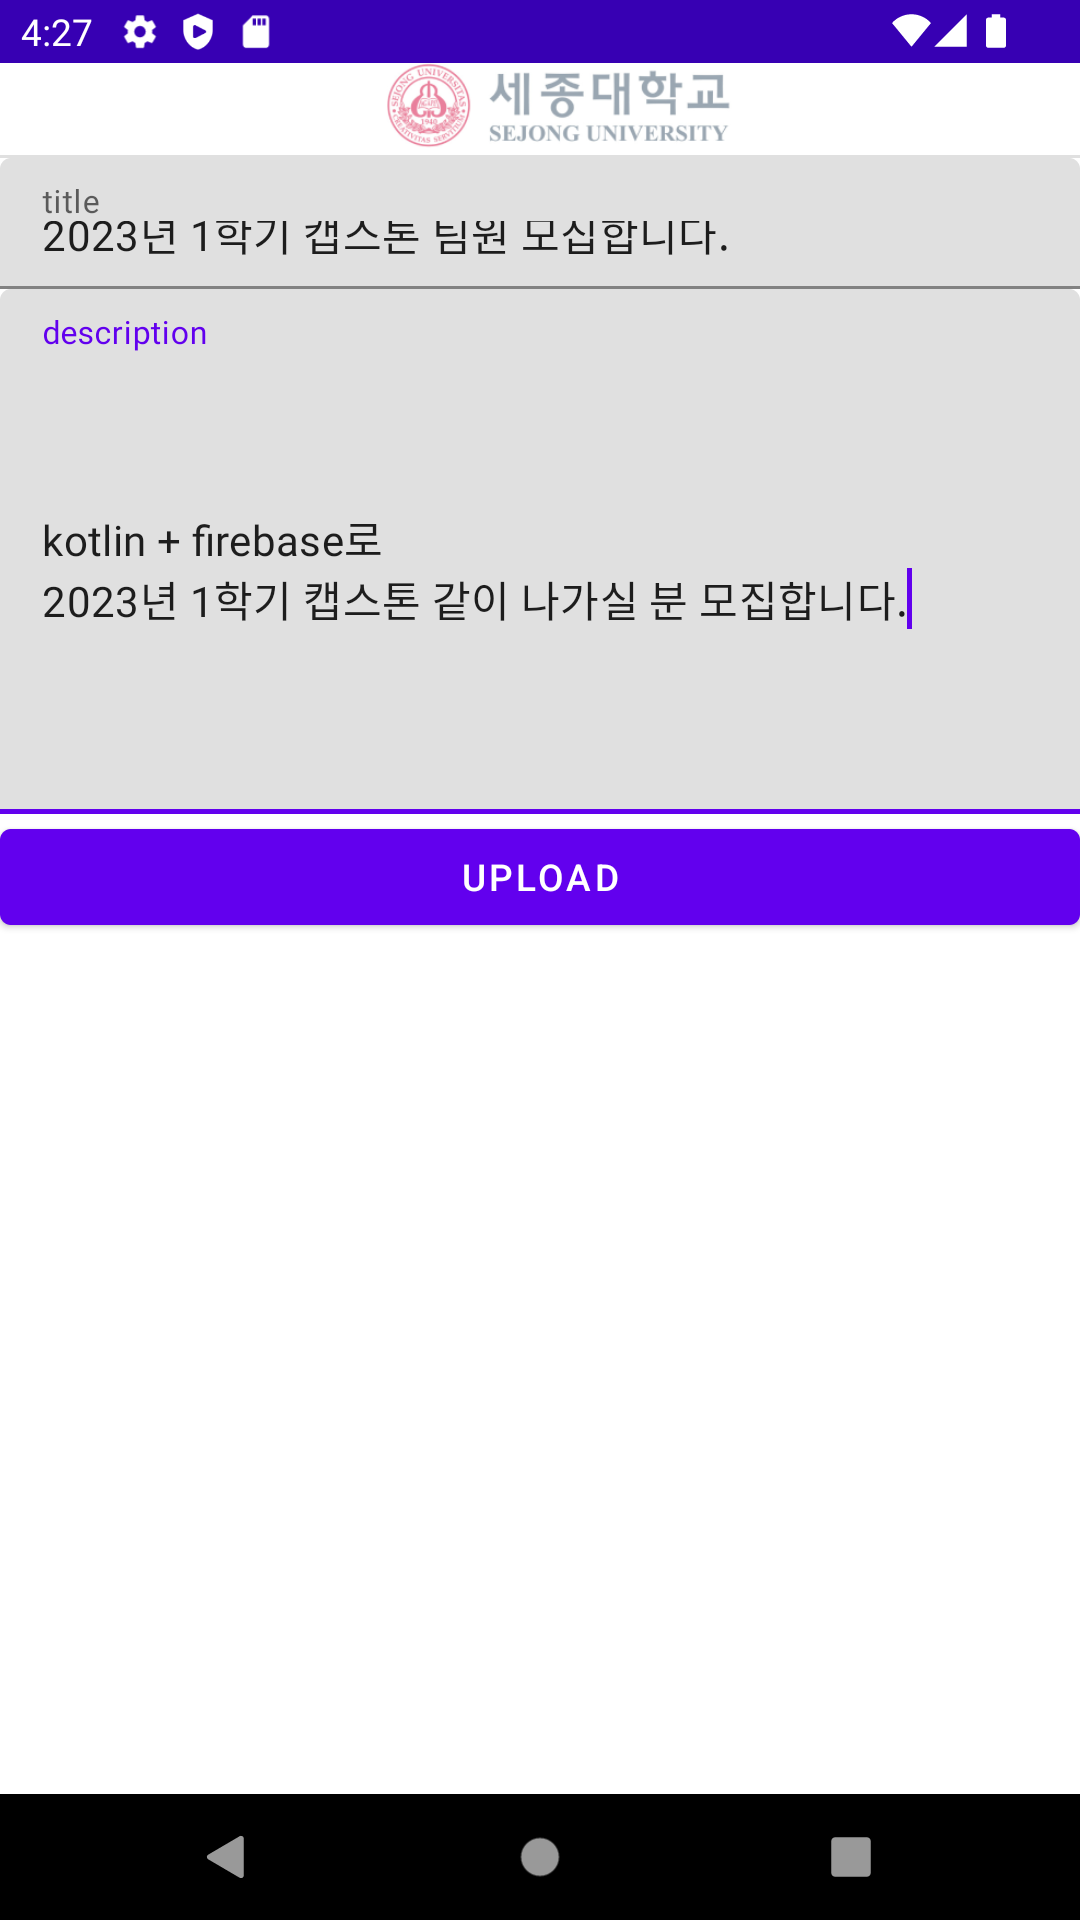 4:27
세종대학교
SEJONG UNIVERSITY
title
2023년 1학기 캡스톤 팀원 모집합니다.
description
kotlin + firebase로
2023년 1학기 캡스톤 같이 나가실 분 모집합니다.
UPLOAD